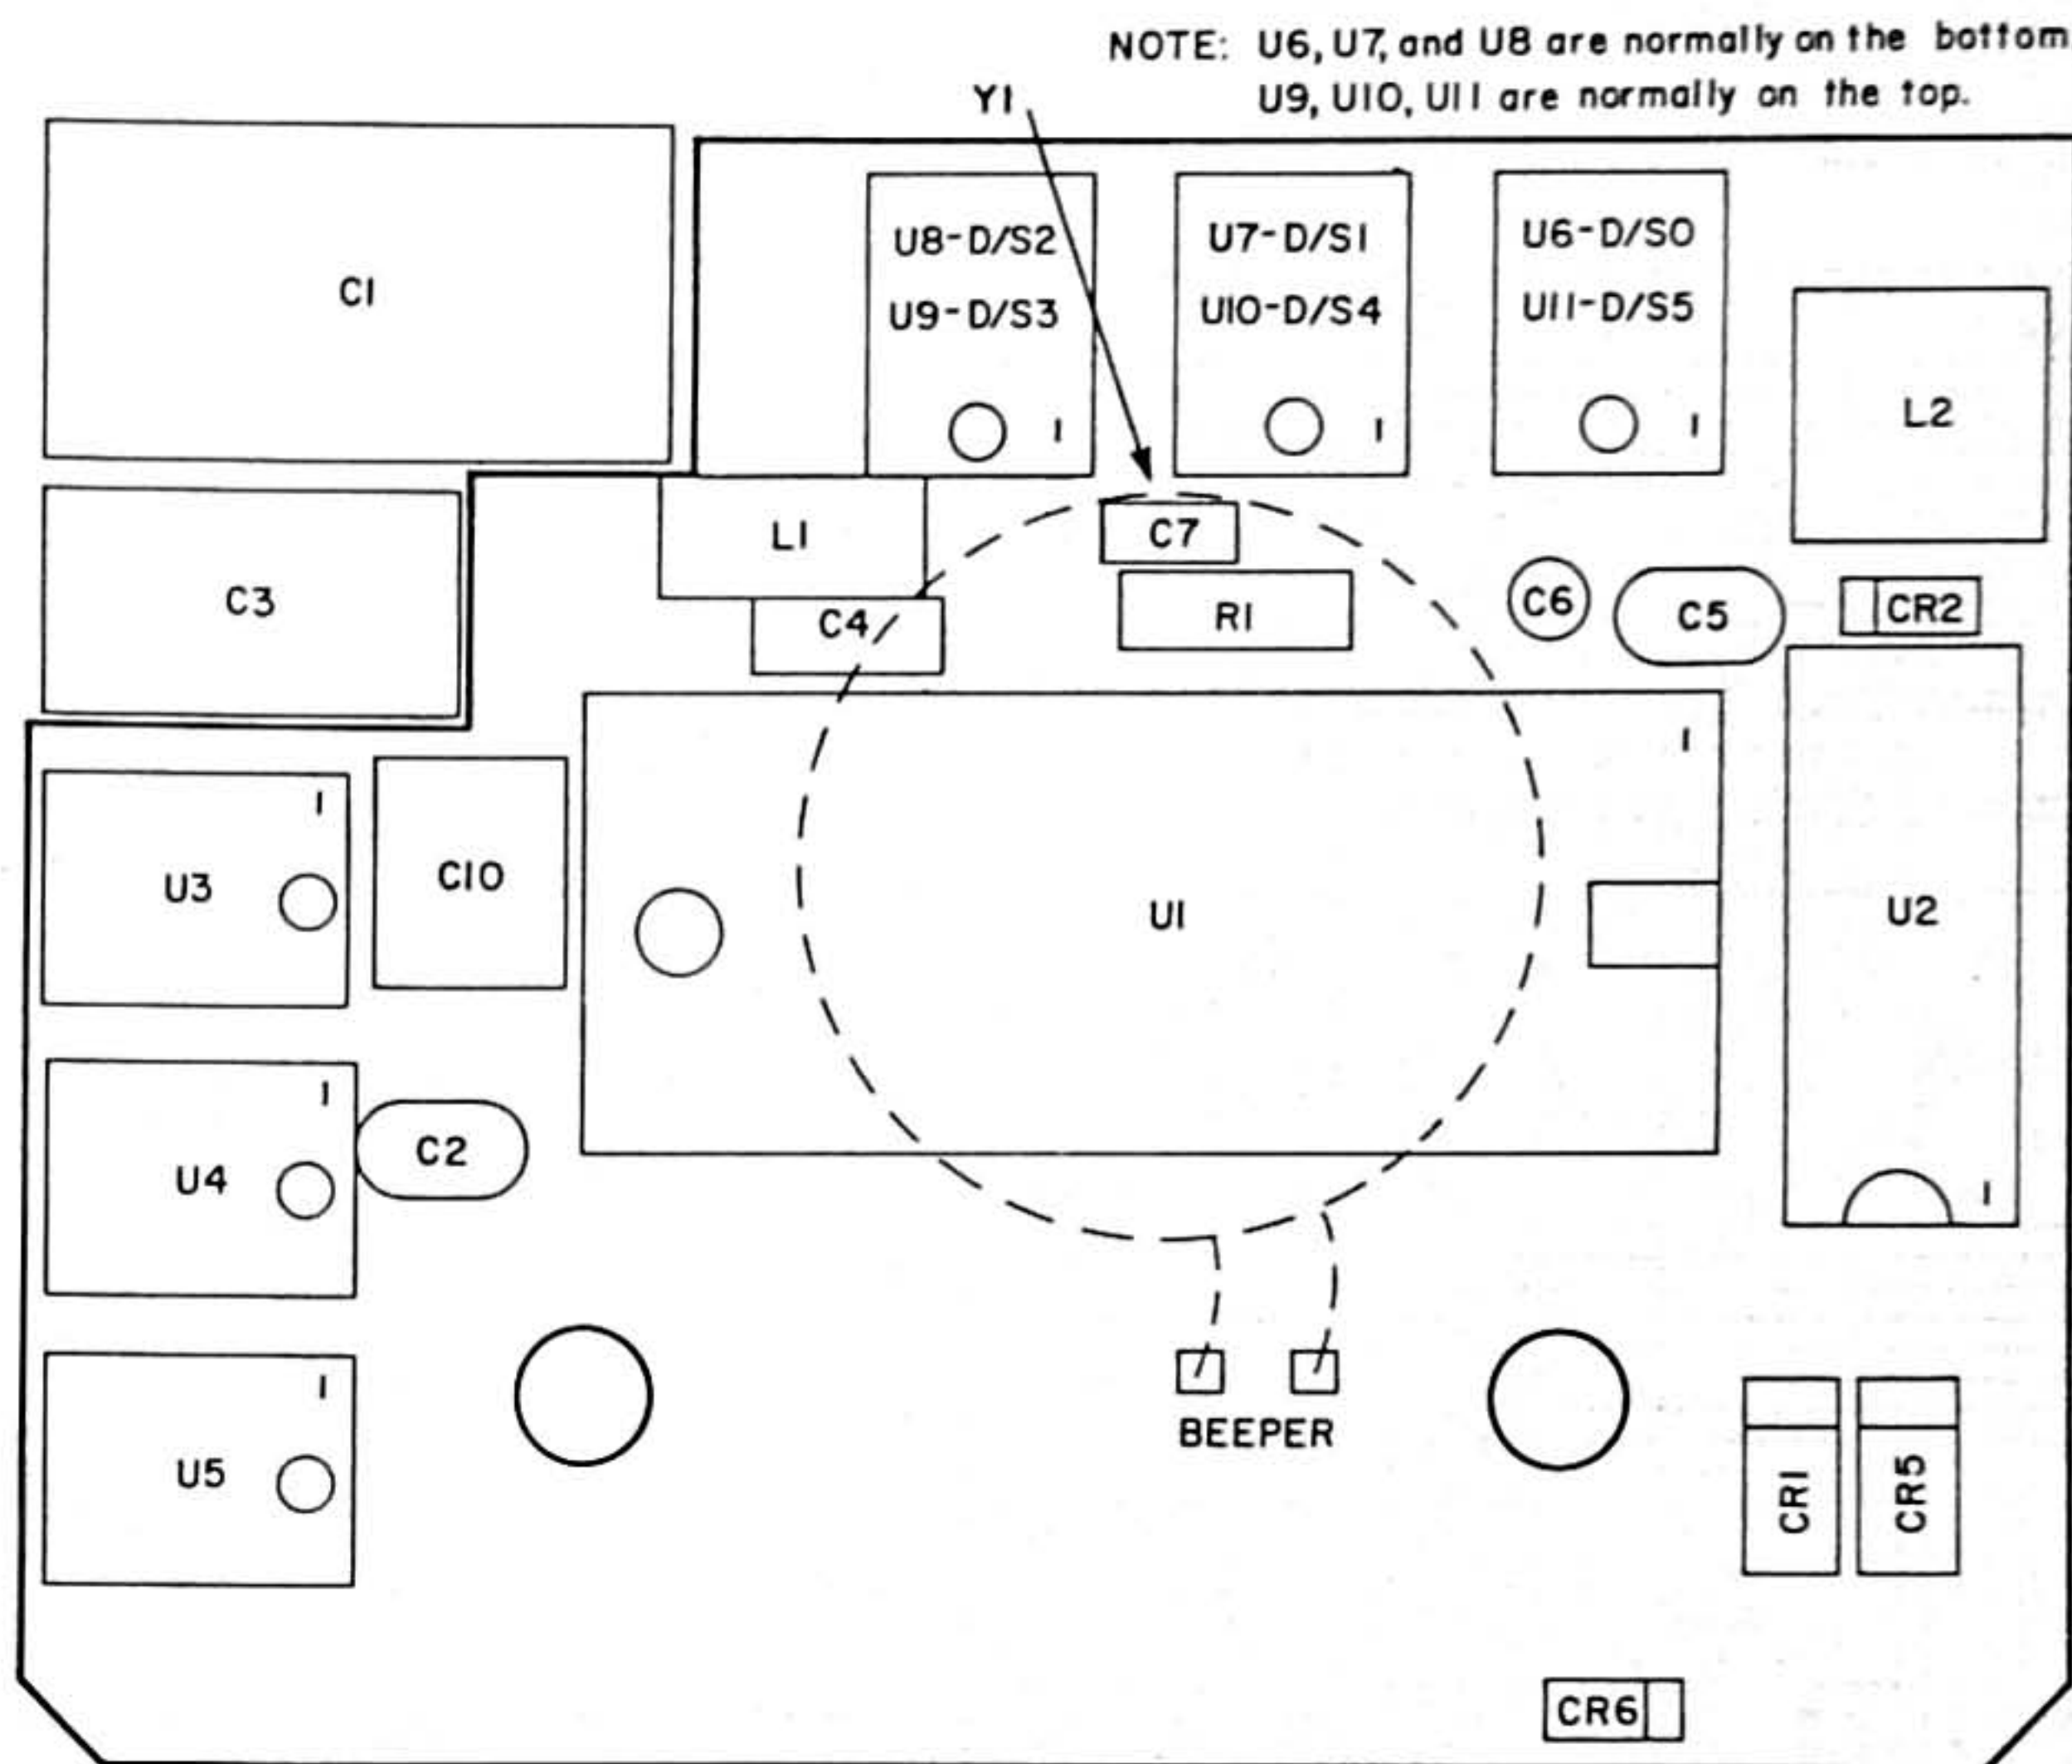 NOTE: U6, U7, and U8 are normally on the bottom
U9, U10, U11 are normally on the top.
Y1
C1
U8-D/S2
U9-D/S3
1
U7-D/S1
U10-D/S4
1
U6-D/S0
U11-D/S5
1
L2
L1
C7
C3
C4
R1
C6
C5
CR2
1
1
U3
C10
U1
U2
1
U4
C2
1
1
U5
BEEPER
CR1
CR5
CR6